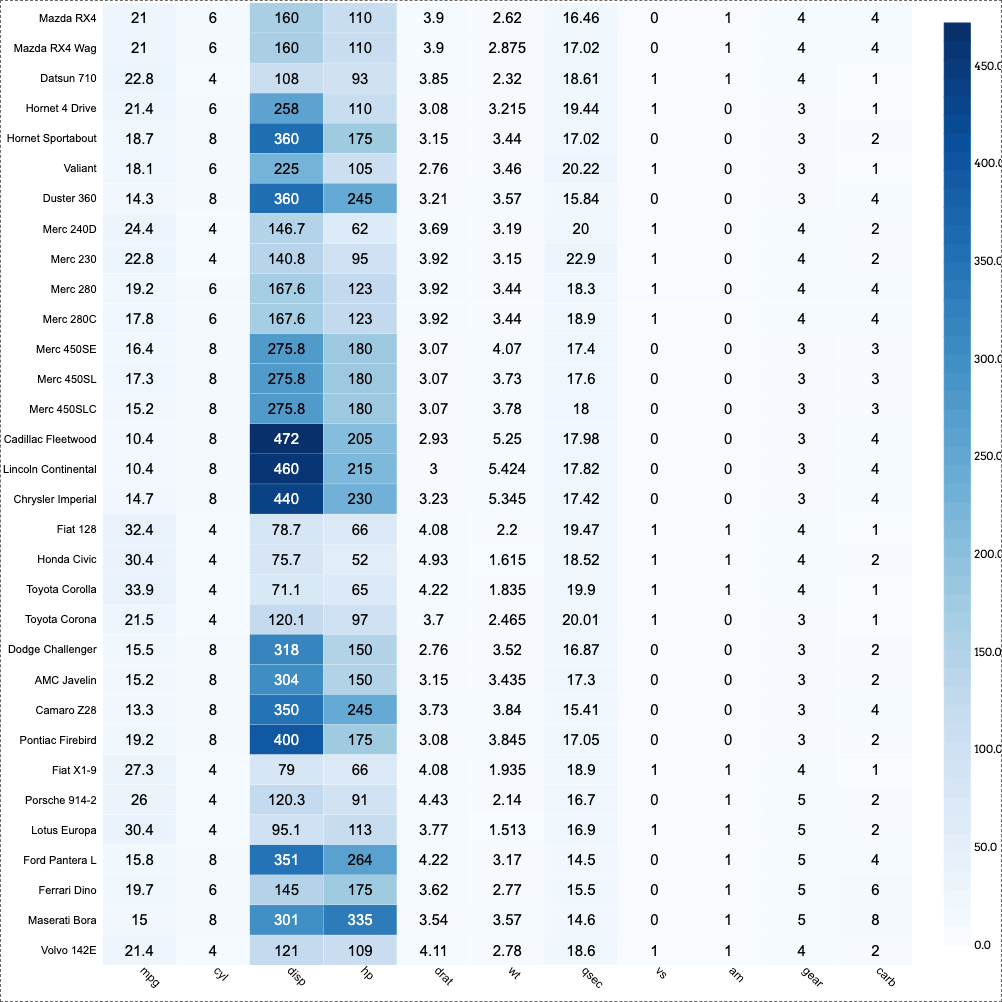 Mazda RX4 21 6 160 110 3.9 2.62 16.46 0 1 4 4
Mazda RX4 Wag 21 6 160 110 3.9 2.875 17.02 0 1 4 4
Datsun 710 22.8 4 108 93 3.85 2.32 18.61 1 1 4 1
Hornet 4 Drive 21.4 6 258 110 3.08 3.215 19.44 1 0 3 1
Hornet Sportabout 18.7 8 360 175 3.15 3.44 17.02 0 0 3 2
Valiant 18.1 6 225 105 2.76 3.46 20.22 1 0 3 1
Duster 360 14.3 8 360 245 3.21 3.57 15.84 0 0 3 4
Merc 240D 24.4 4 146.7 62 3.69 3.19 20 1 0 4 2
Merc 230 22.8 4 140.8 95 3.92 3.15 22.9 1 0 4 2
Merc 280 19.2 6 167.6 123 3.92 3.44 18.3 1 0 4 4
Merc 280C 17.8 6 167.6 123 3.92 3.44 18.9 1 0 4 4
Merc 450SE 16.4 8 275.8 180 3.07 4.07 17.4 0 0 3 3
Merc 450SL 17.3 8 275.8 180 3.07 3.73 17.6 0 0 3 3
Merc 450SLC 15.2 8 275.8 180 3.07 3.78 18 0 0 3 3
Cadillac Fleetwood 10.4 8 472 205 2.93 5.25 17.98 0 0 3 4
Lincoln Continental 10.4 8 460 215 3 5.424 17.82 0 0 3 4
Chrysler Imperial 14.7 8 440 230 3.23 5.345 17.42 0 0 3 4
Fiat 128 32.4 4 78.7 66 4.08 2.2 19.47 1 1 4 1
Honda Civic 30.4 4 75.7 52 4.93 1.615 18.52 1 1 4 2
Toyota Corolla 33.9 4 71.1 65 4.22 1.835 19.9 1 1 4 1
Toyota Corona 21.5 4 120.1 97 3.7 2.465 20.01 1 0 3 1
Dodge Challenger 15.5 8 318 150 2.76 3.52 16.87 0 0 3 2
AMC Javelin 15.2 8 304 150 3.15 3.435 17.3 0 0 3 2
Camaro Z28 13.3 8 350 245 3.73 3.84 15.41 0 0 3 4
Pontiac Firebird 19.2 8 400 175 3.08 3.845 17.05 0 0 3 2
Fiat X1-9 27.3 4 79 66 4.08 1.935 18.9 1 1 4 1
Porsche 914-2 26 4 120.3 91 4.43 2.14 16.7 0 1 5 2
Lotus Europa 30.4 4 95.1 113 3.77 1.513 16.9 1 1 5 2
Ford Pantera L 15.8 8 351 264 4.22 3.17 14.5 0 1 5 4
Ferrari Dino 19.7 6 145 175 3.62 2.77 15.5 0 1 5 6
Maserati Bora 15 8 301 335 3.54 3.57 14.6 0 1 5 8
Volvo 142E 21.4 4 121 109 4.11 2.78 18.6 1 1 4 2
mpg cyl disp hp drat wt qsec vs am gear carb
450.0
400.0
350.0
300.0
250.0
200.0
150.0
100.0
50.0
0.0